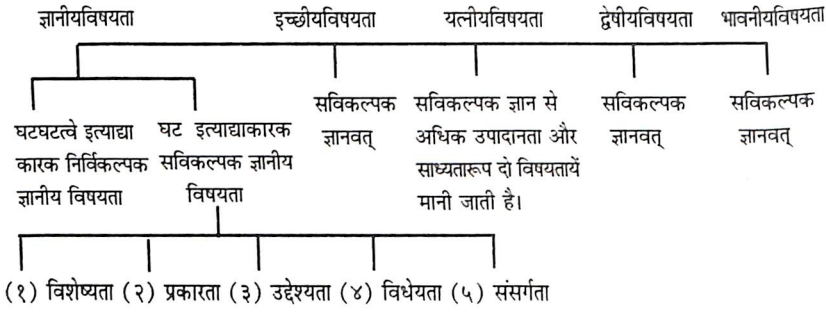 ज्ञानीयविषयता इच्छीयविषयता यत्नीयविषयता द्वेषीयविषयता भावनीयविषयता
घटघटत्वे इत्याद्या
कारक निर्विकल्पक
ज्ञानीय विषयता
घट इत्याद्याकारक
सविकल्पक ज्ञानीय
विषयता
सविकल्पक
ज्ञानवत्
सविकल्पक ज्ञान से
अधिक उपादानता और
साध्यतारूप दो विषयतायें
मानी जाती है।
सविकल्पक
ज्ञानवत्
सविकल्पक
ज्ञानवत्
(१) विशेष्यता (२) प्रकारता (३) उद्देश्यता (४) विधेयता (५) संसर्गता